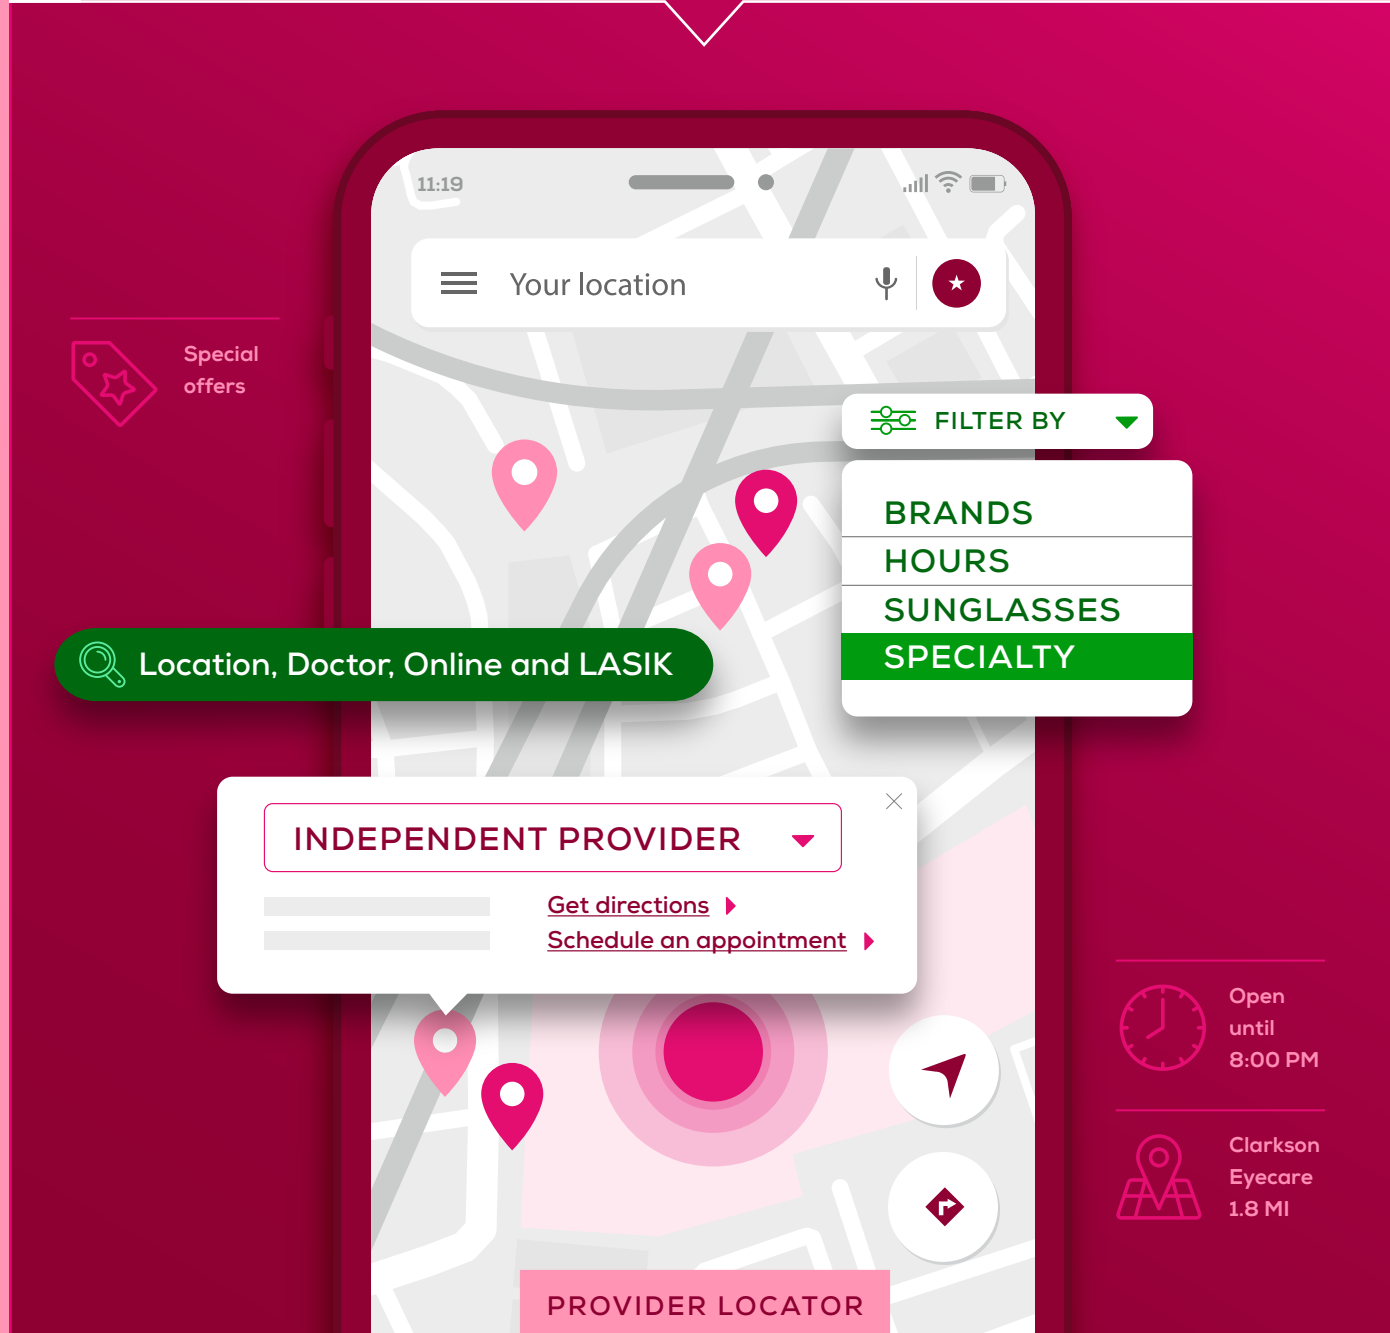 11:19
Your location
Special
offers
FILTER BY
BRANDS
HOURS
SUNGLASSES
SPECIALTY
Location, Doctor, Online and LASIK
INDEPENDENT PROVIDER
Get directions
Schedule an appointment
Open
until
8:00 PM
Clarkson
Eyecare
1.8 MI
PROVIDER LOCATOR